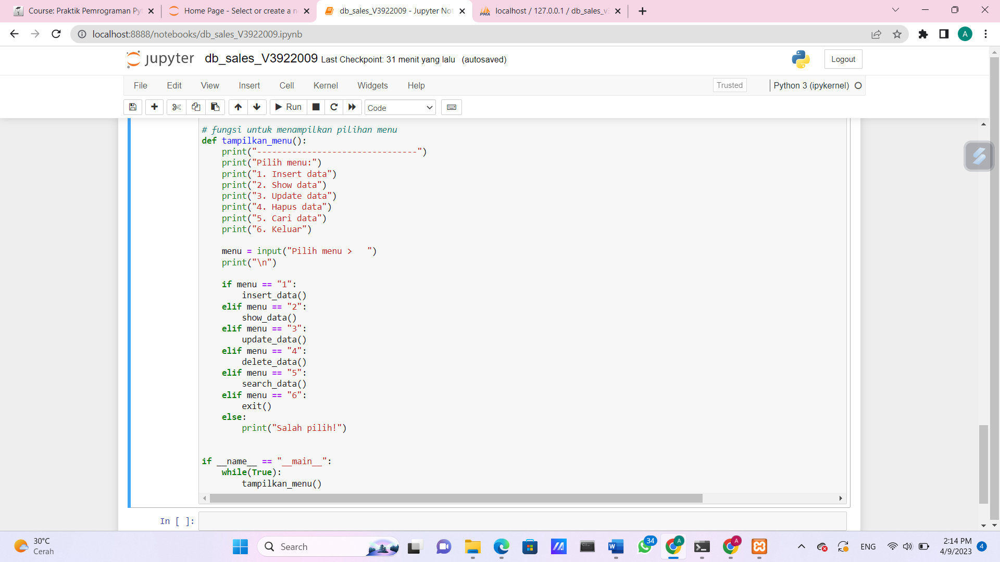 Course: Praktik Pemrograman Py
Home Page - Select or create a n
db_sales_V3922009 - Jupyter Not
localhost / 127.0.0.1 / db_sales_v3
localhost:8888/notebooks/db_sales_V3922009.ipynb
A
jupyter db_sales_V3922009 Last Checkpoint: 31 menit yang lalu (autosaved)
Logout
File Edit View Insert Cell Kernel Widgets Help
Trusted
Python 3 (ipykernel)
Run
Code
# fungsi untuk menampilkan pilihan menu
def tampilkan_menu():
    print("--------------------------------")
    print("Pilih menu:")
    print("1. Insert data")
    print("2. Show data")
    print("3. Update data")
    print("4. Hapus data")
    print("5. Cari data")
    print("6. Keluar")
    menu = input("Pilih menu >   ")
    print("\n")
    if menu == "1":
        insert_data()
    elif menu == "2":
        show_data()
    elif menu == "3":
        update_data()
    elif menu == "4":
        delete_data()
    elif menu == "5":
        search_data()
    elif menu == "6":
        exit()
    else:
        print("Salah pilih!")
if __name__ == "__main__":
    while(True):
        tampilkan_menu()
In [ ]:
30°C
Cerah
Search
34
A
A
ENG
2:14 PM
4/9/2023
4